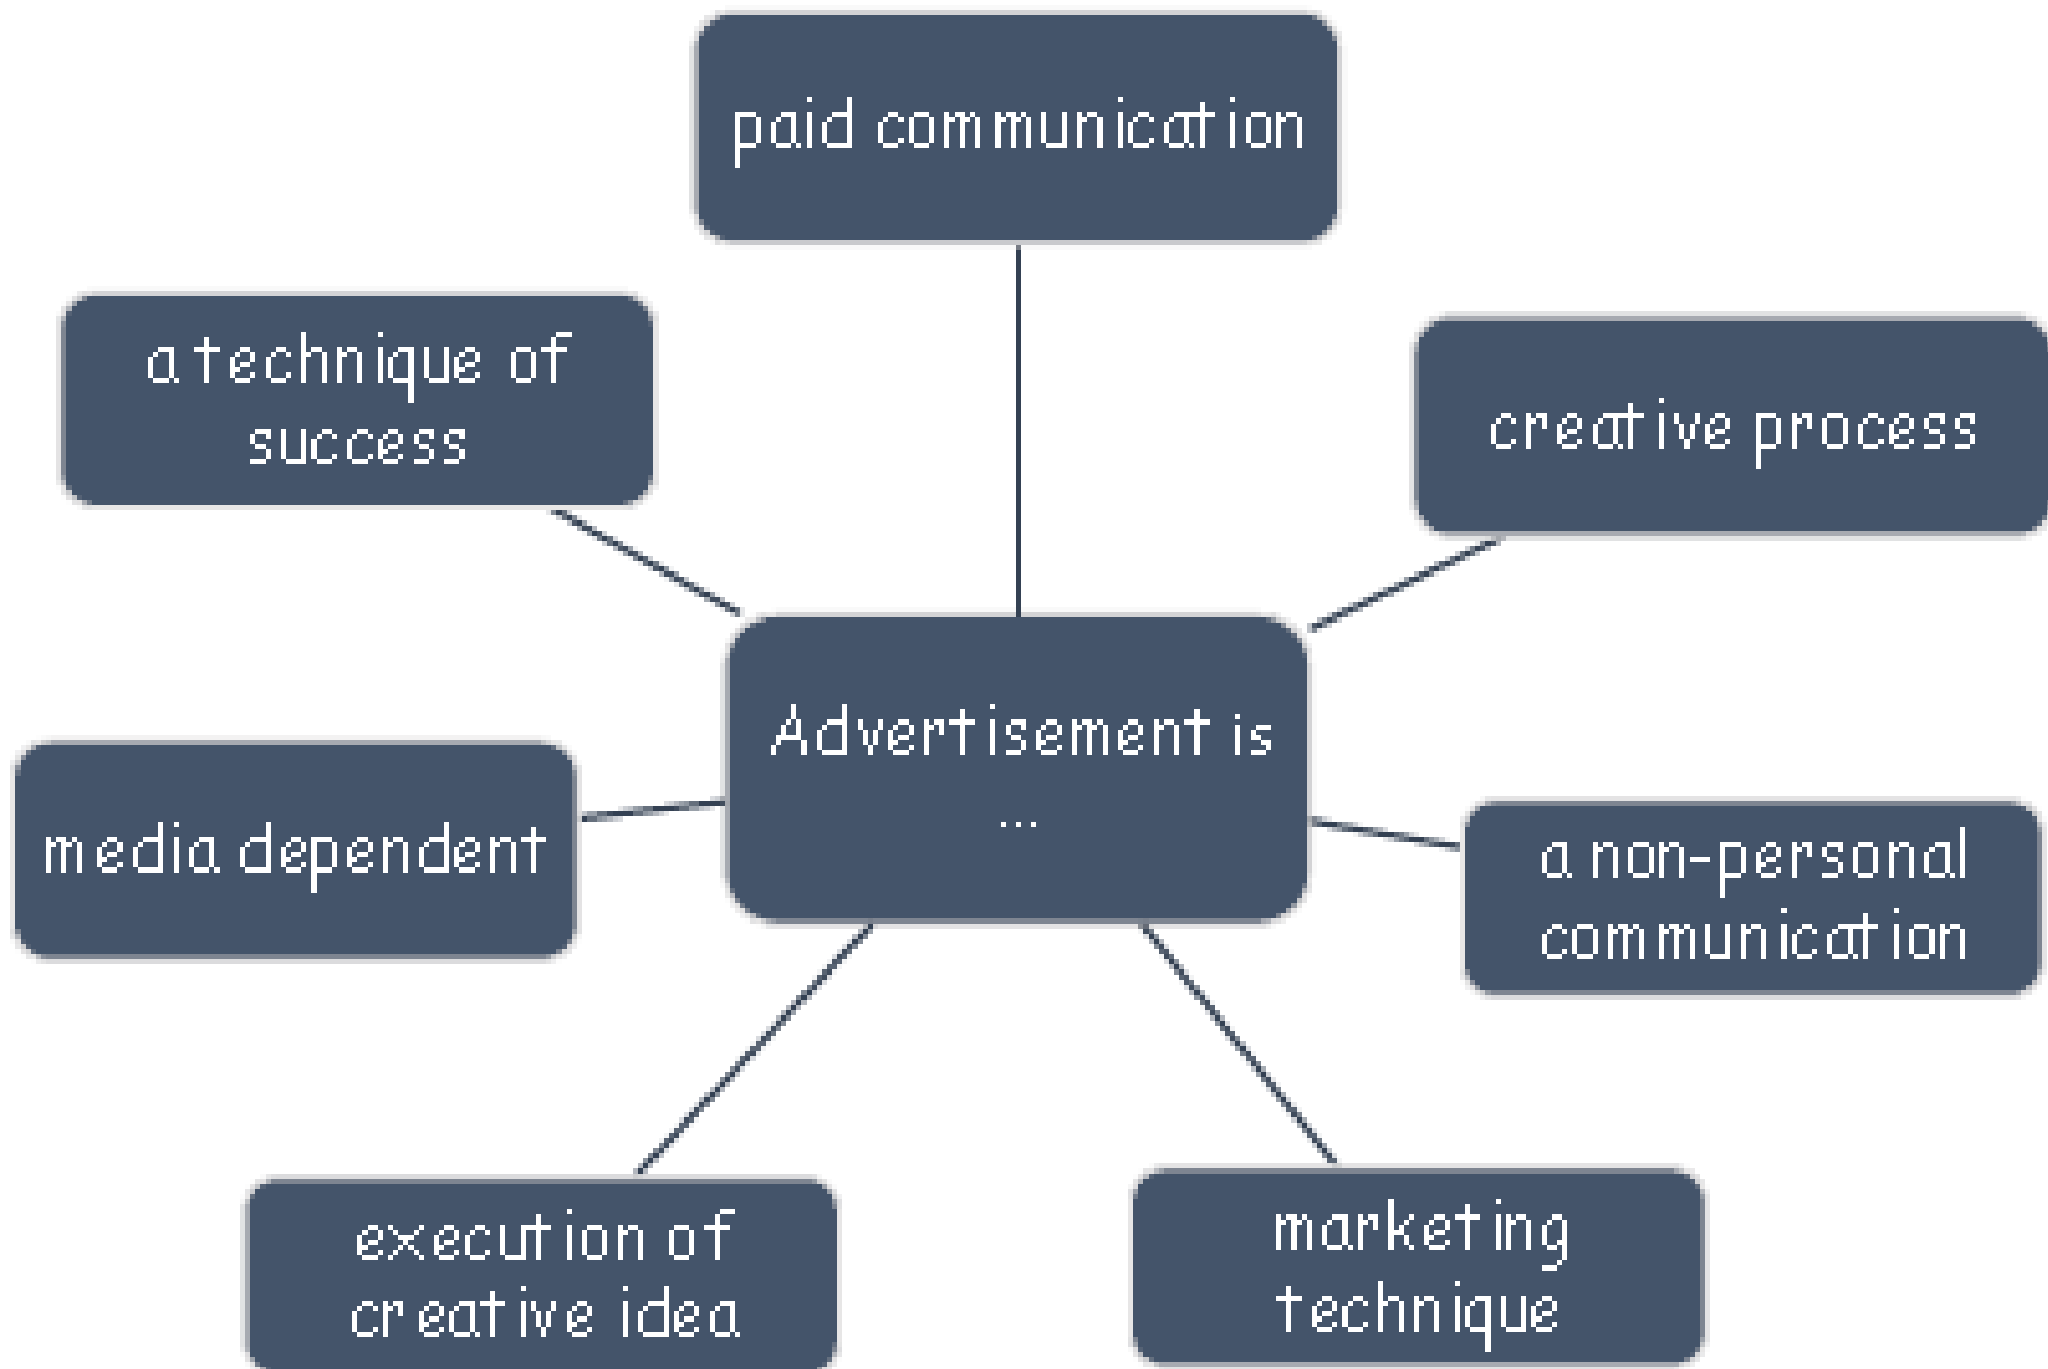 paid communication
a technique of
success
creative process
Advertisement is
...
media dependent
a non-personal
communication
execution of
creative idea
marketing
technique